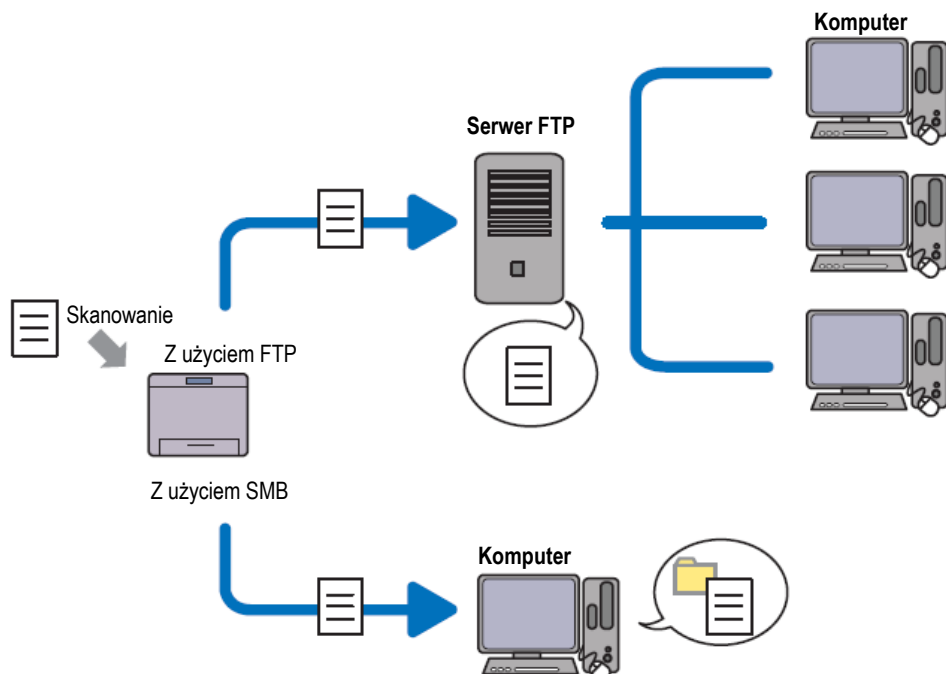 Komputer
Serwer FTP
Skanowanie
Z użyciem FTP
Z użyciem SMB
Komputer